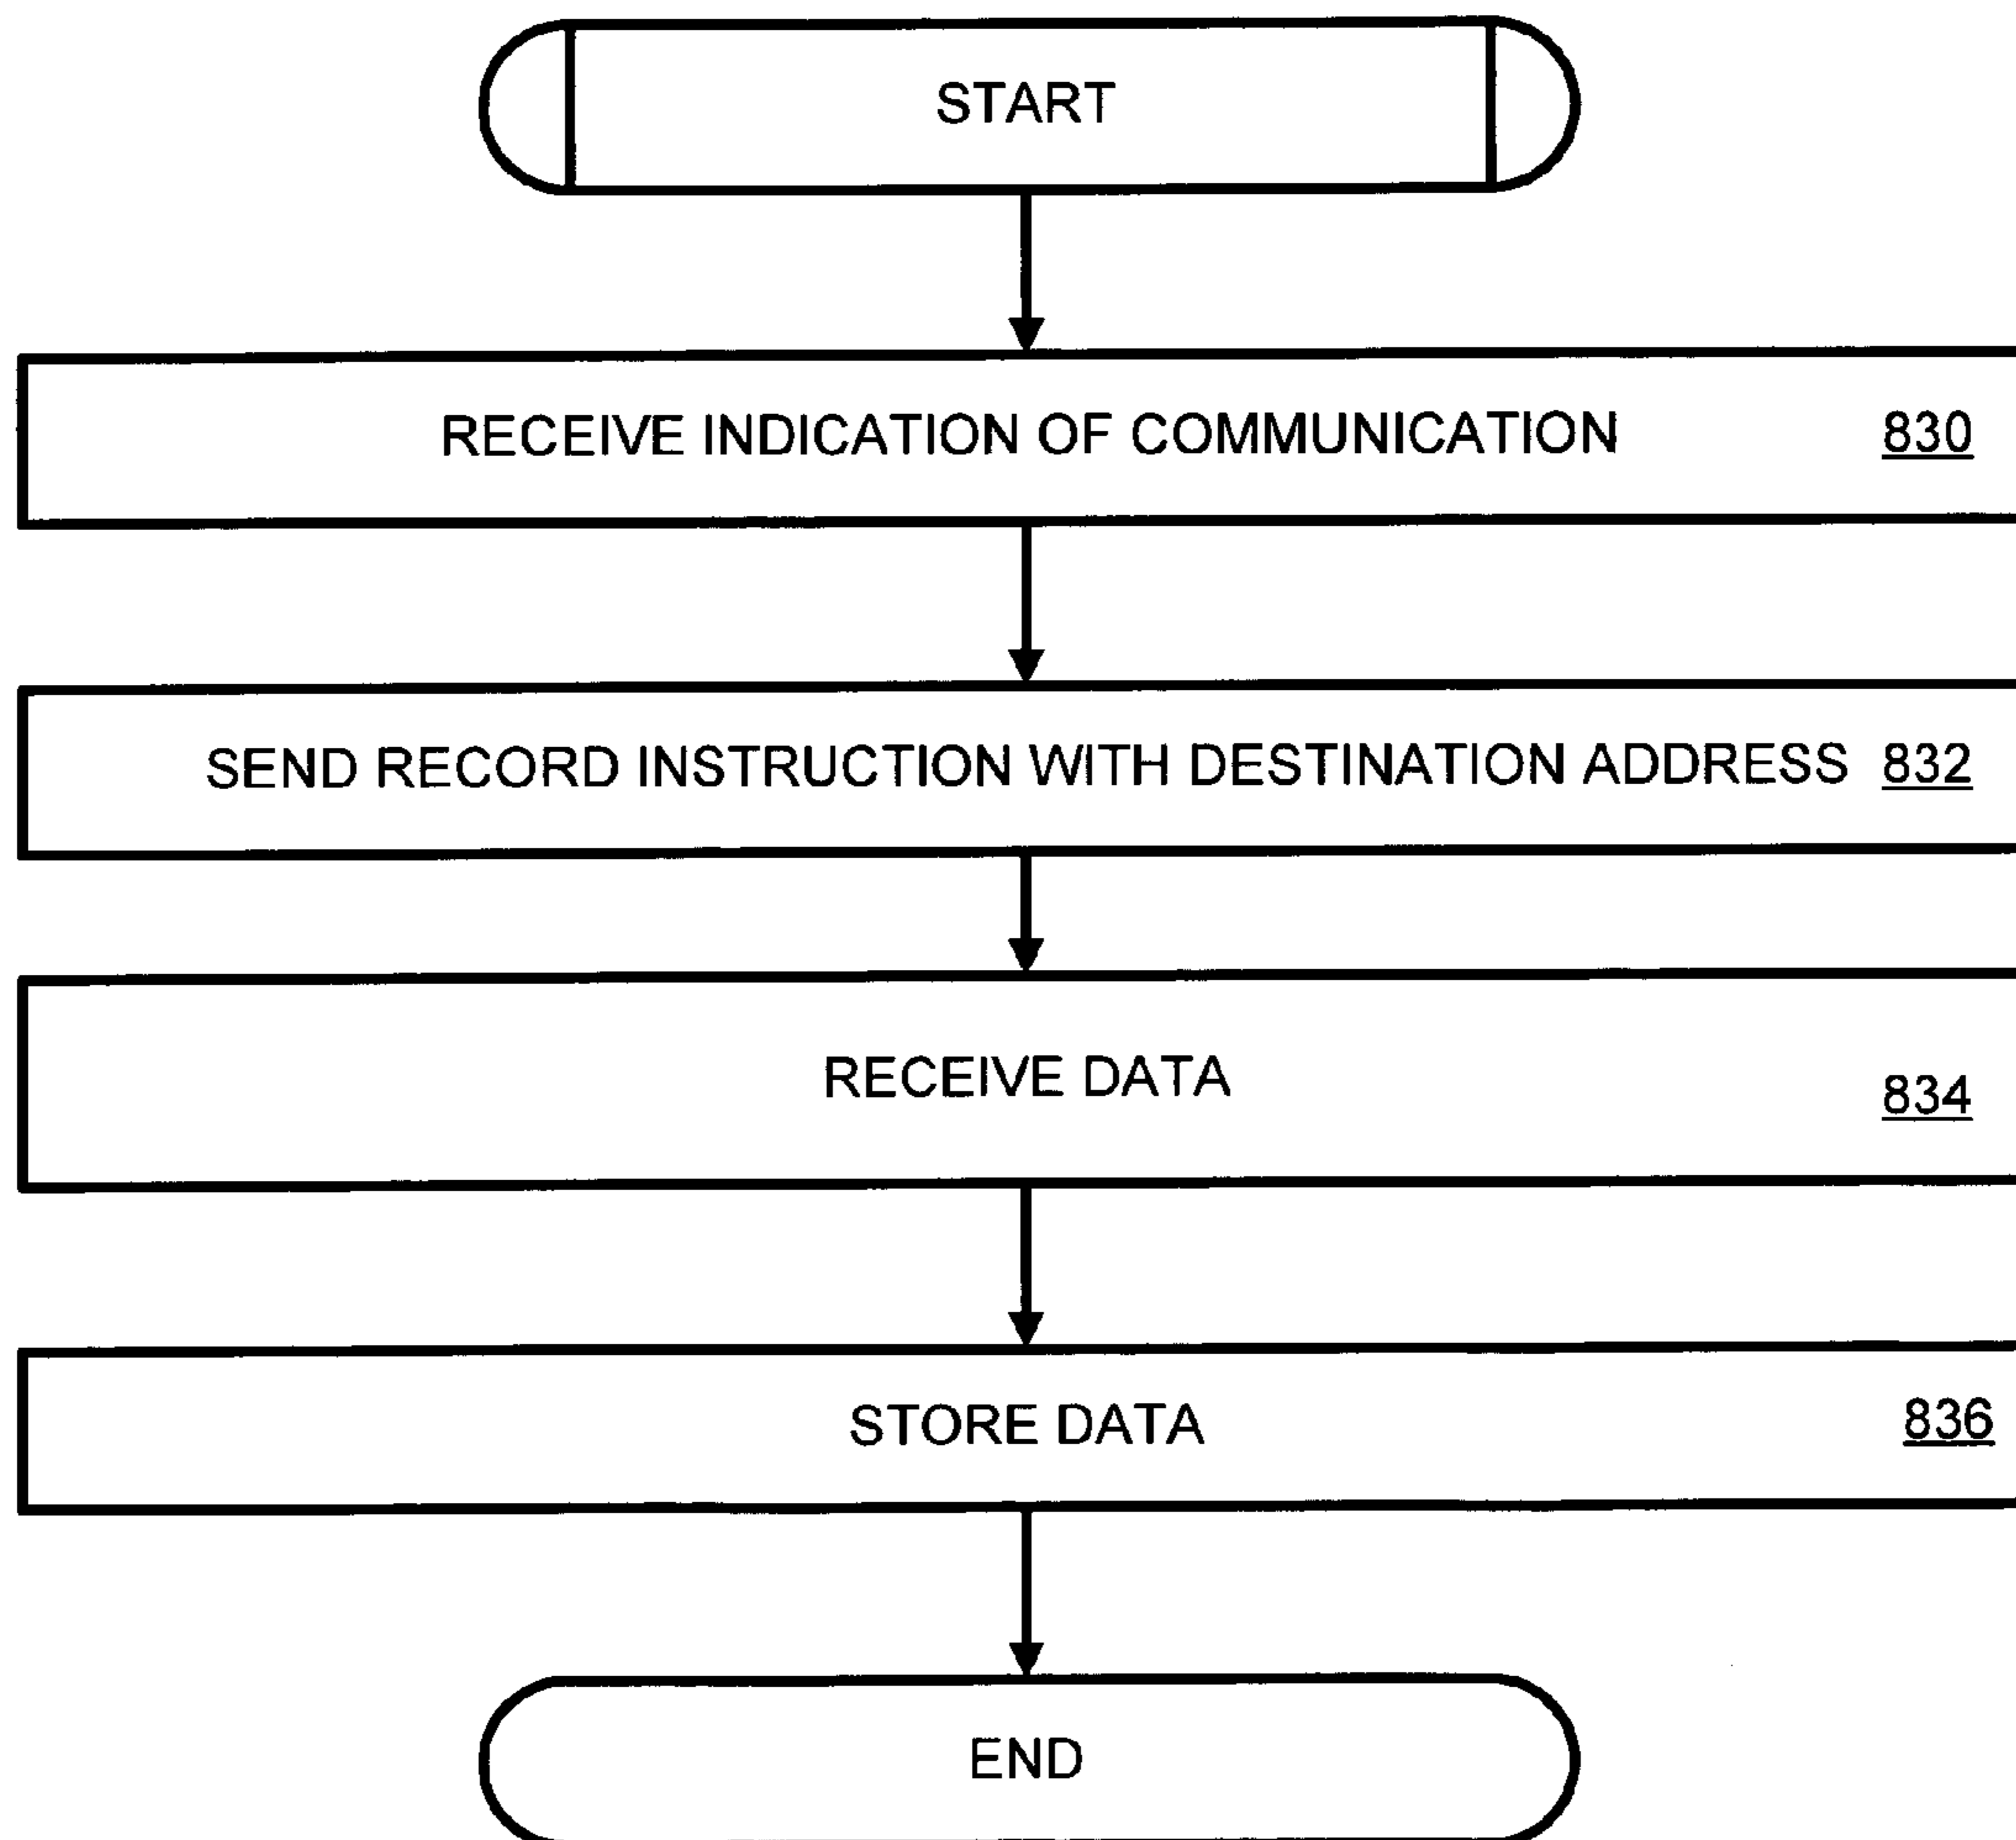 START
RECEIVE INDICATION OF COMMUNICATION 830
SEND RECORD INSTRUCTION WITH DESTINATION ADDRESS 832
RECEIVE DATA 834
STORE DATA 836
END